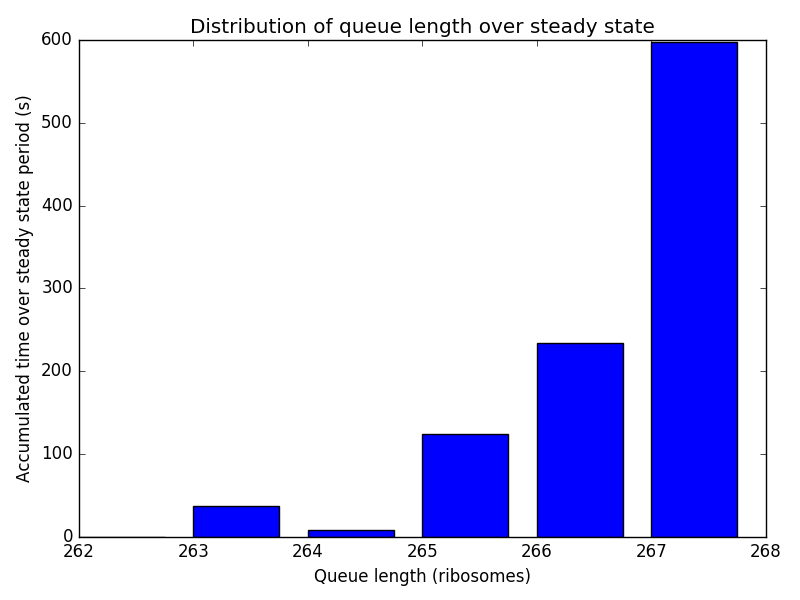 Distribution of queue length over steady state
Accumulated time over steady state period (s)
600
500
400
300
200
100
0
262 263 264 265 266 267 268
Queue length (ribosomes)